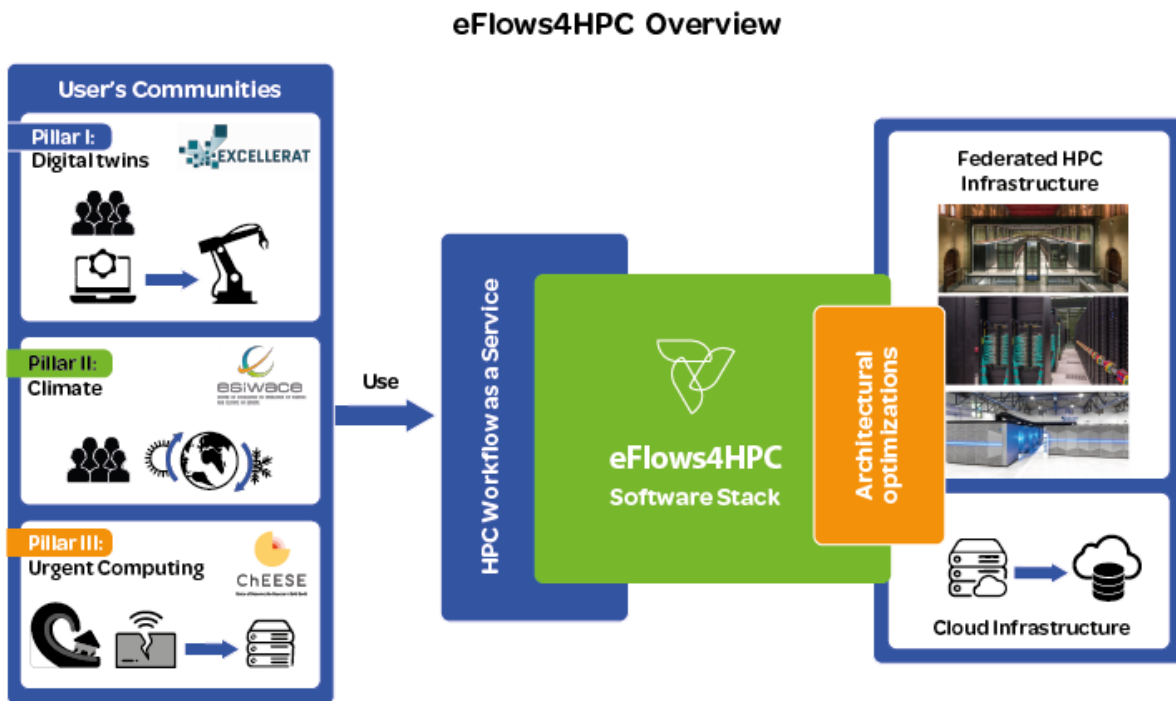 eFlows4HPC Overview
User's Communities
Pillar I:
Digital twins
EXCELLERAT
Pillar II:
Climate
esiwace
Pillar III:
Urgent Computing
ChEESE
Use
HPC Workflow as a Service
eFlows4HPC
Software Stack
Architectural
optimizations
Federated HPC
Infrastructure
Cloud Infrastructure